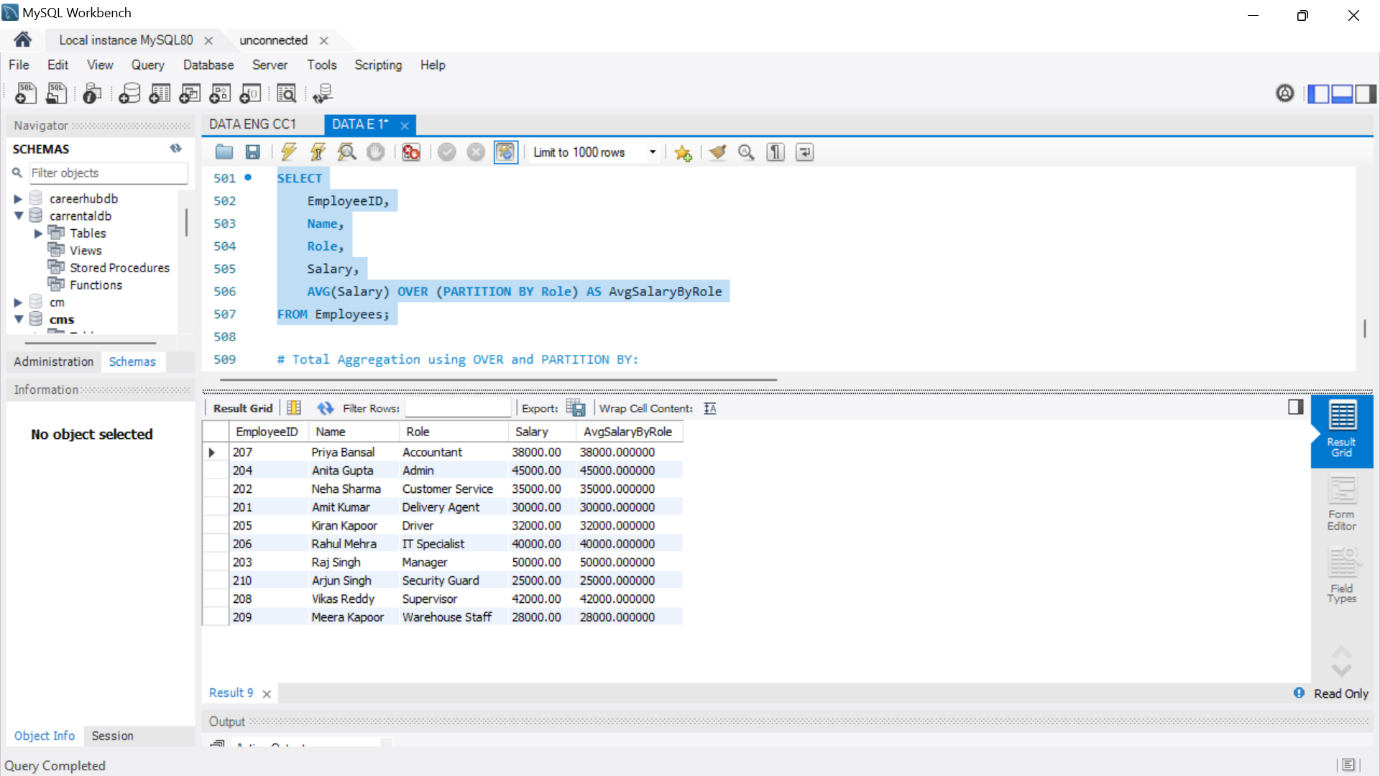 MySQL Workbench
Local instance MySQL80
unconnected
File Edit View Query Database Server Tools Scripting Help
Navigator
SCHEMAS
Filter objects
careerhubdb
carrentaldb
Tables
Views
Stored Procedures
Functions
cm
cms
Administration Schemas
Information
No object selected
Object Info Session
DATA ENG CC1 DATA E 1*
Limit to 1000 rows
501 SELECT
502 EmployeeID,
503 Name,
504 Role,
505 Salary,
506 AVG(Salary) OVER (PARTITION BY Role) AS AvgSalaryByRole
507 FROM Employees;
508
509 # Total Aggregation using OVER and PARTITION BY:
Result Grid Filter Rows: Export: Wrap Cell Content:
EmployeeID Name Role Salary AvgSalaryByRole
207 Priya Bansal Accountant 38000.00 38000.000000
204 Anita Gupta Admin 45000.00 45000.000000
202 Neha Sharma Customer Service 35000.00 35000.000000
201 Amit Kumar Delivery Agent 30000.00 30000.000000
205 Kiran Kapoor Driver 32000.00 32000.000000
206 Rahul Mehra IT Specialist 40000.00 40000.000000
203 Raj Singh Manager 50000.00 50000.000000
210 Arjun Singh Security Guard 25000.00 25000.000000
208 Vikas Reddy Supervisor 42000.00 42000.000000
209 Meera Kapoor Warehouse Staff 28000.00 28000.000000
Result
Grid
Form
Editor
Field
Types
Result 9
Read Only
Output
Query Completed